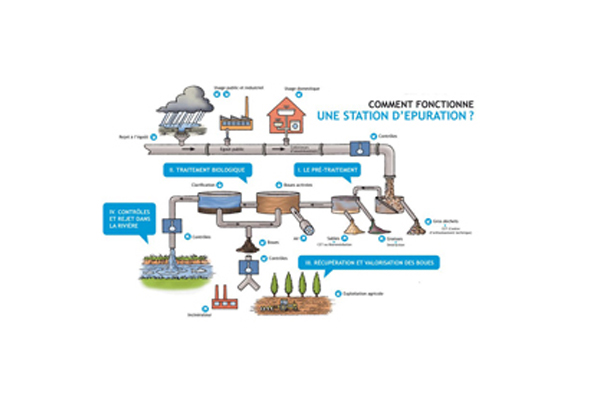 Usage public et industriel
Usage domestique
COMMENT FONCTIONNE
UNE STATION D'EPURATION ?
Rejet à l'égout
Egout public
Contrôles
II. TRAITEMENT BIOLOGIQUE
I. LE PRÉ-TRAITEMENT
Clarification
Boues activées
IV. CONTRÔLES
ET REJET DANS
LA RIVIÈRE
Gros déchets
Contrôles
Air
Sables
Graisses
Boues
Contrôles
III. RÉCUPÉRATION ET VALORISATION DES BOUES
Exploitation agricole
Incinérateur